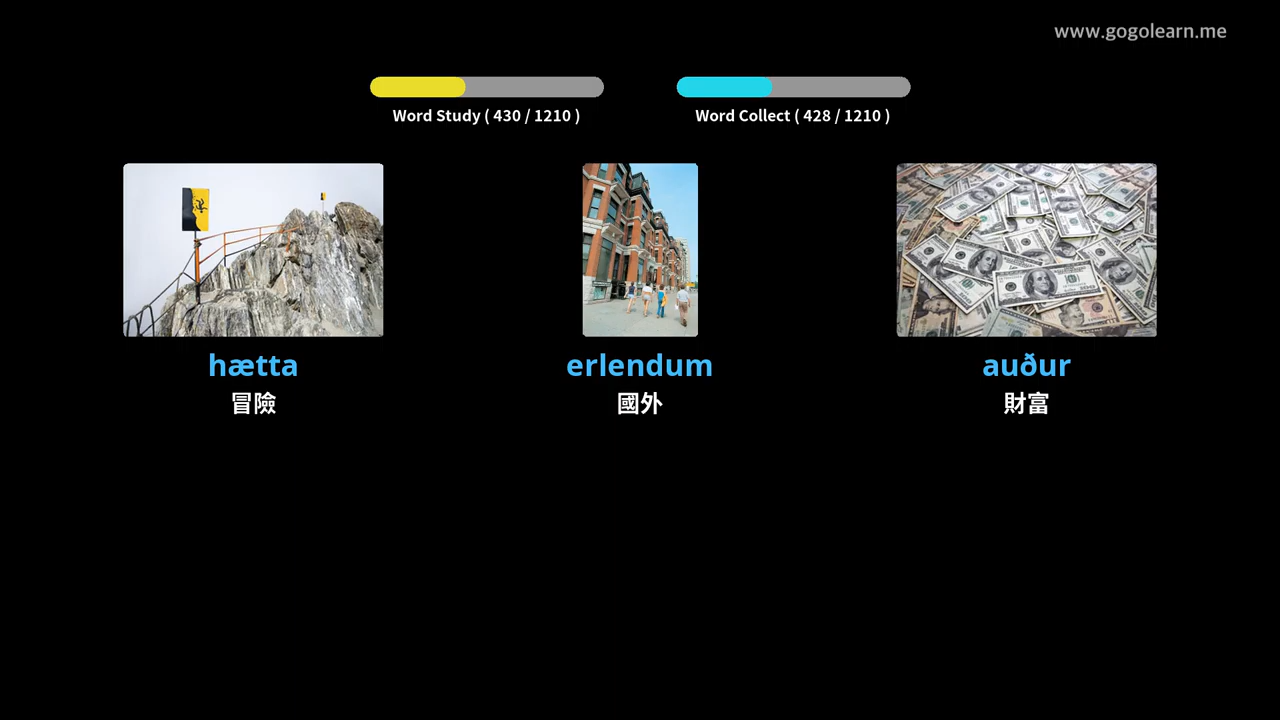 www.gogolearn.me
Word Study ( 430 / 1210 )
Word Collect ( 428 / 1210 )
hætta
冒險
erlendum
國外
auður
財富